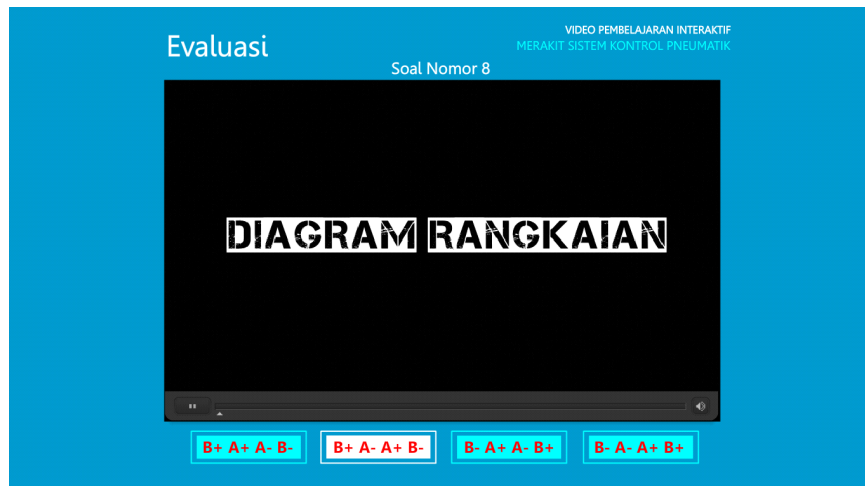 Evaluasi
VIDEO PEMBELAJARAN INTERAKTIF
MERAKIT SISTEM KONTROL PNEUMATIK
Soal Nomor 8
DIAGRAM RANGKAIAN
B+ A+ A- B-
B+ A- A+ B-
B- A+ A- B+
B- A- A+ B+